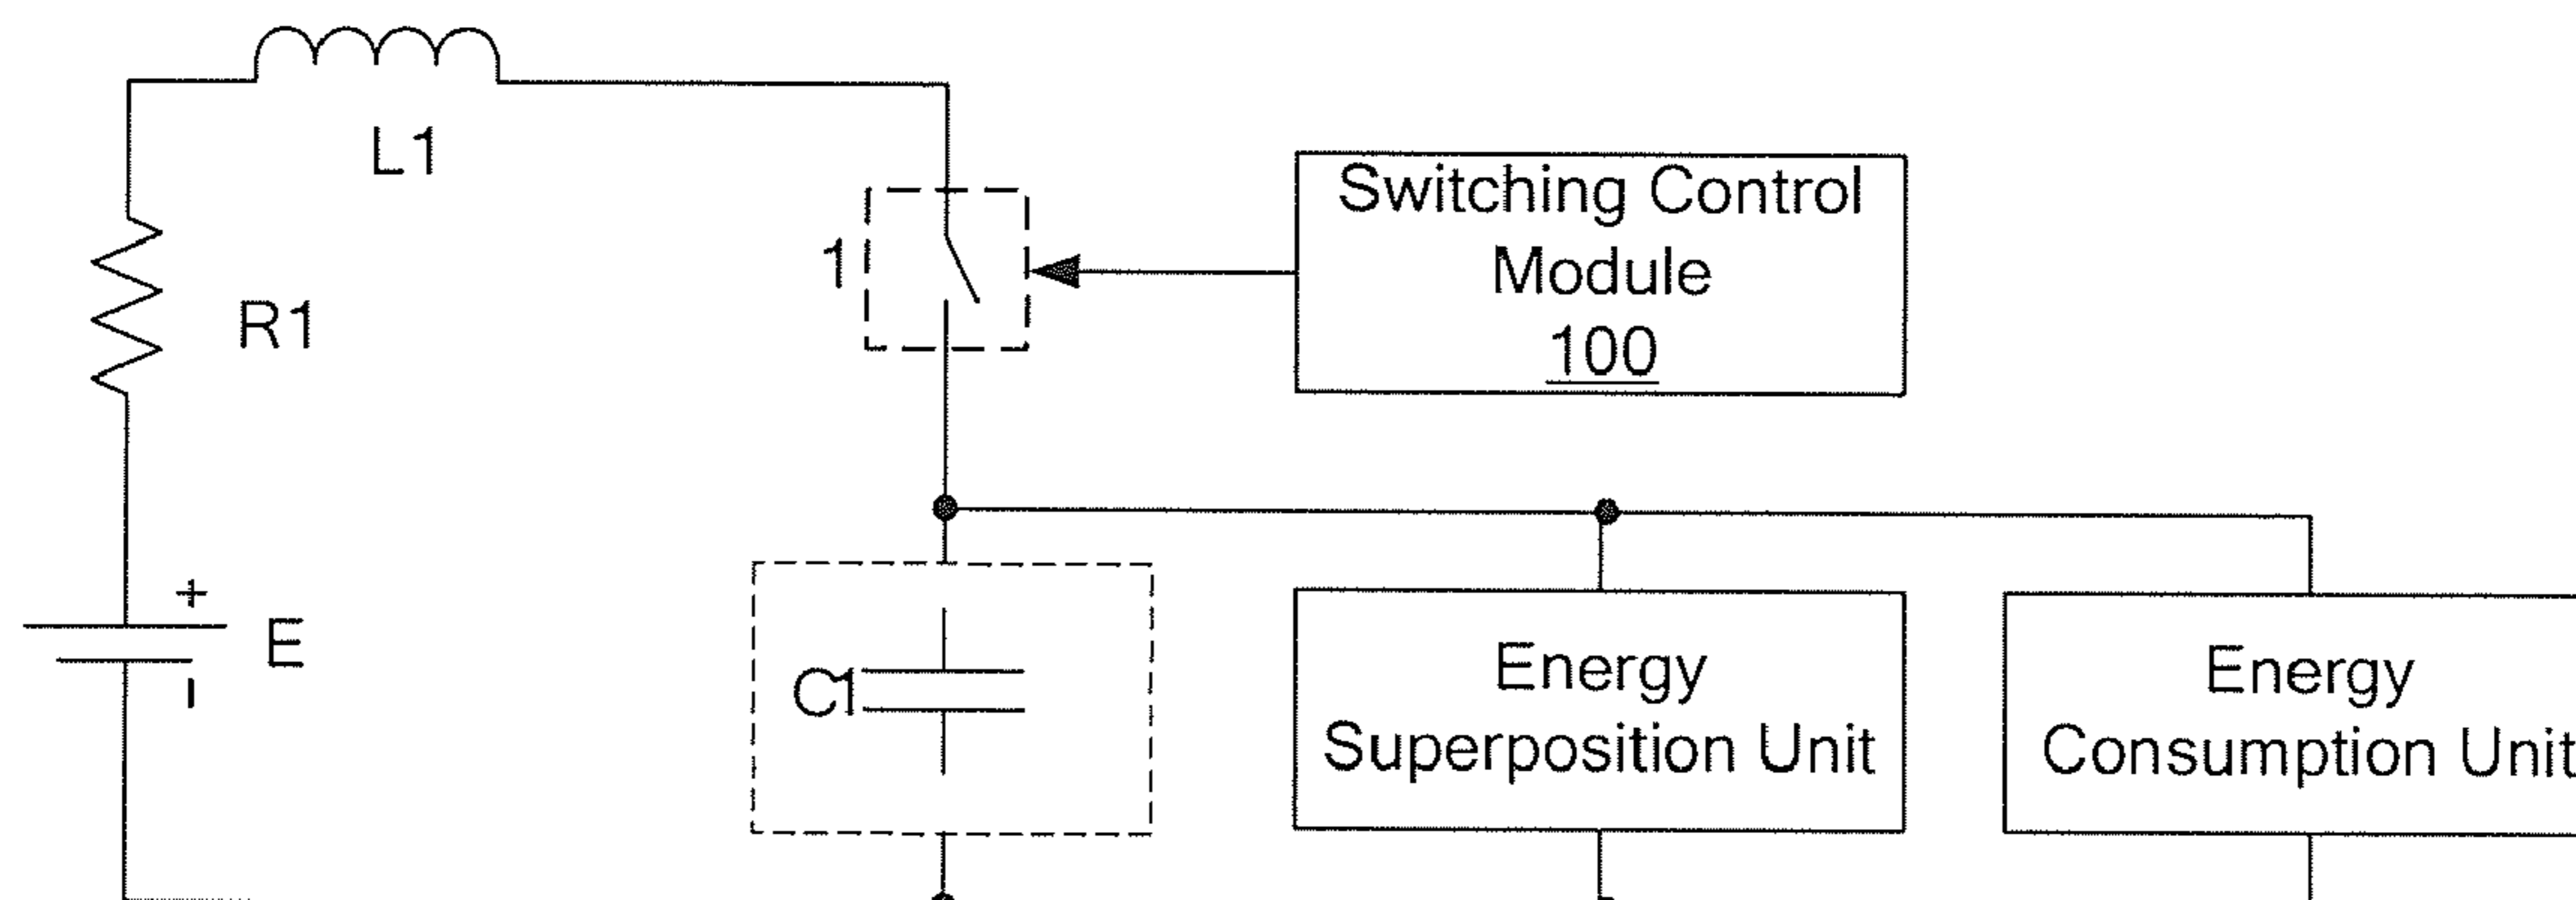 L1
Switching Control
Module
100
1
R1
+
E
-
C1
Energy
Superposition Unit
Energy
Consumption Unit